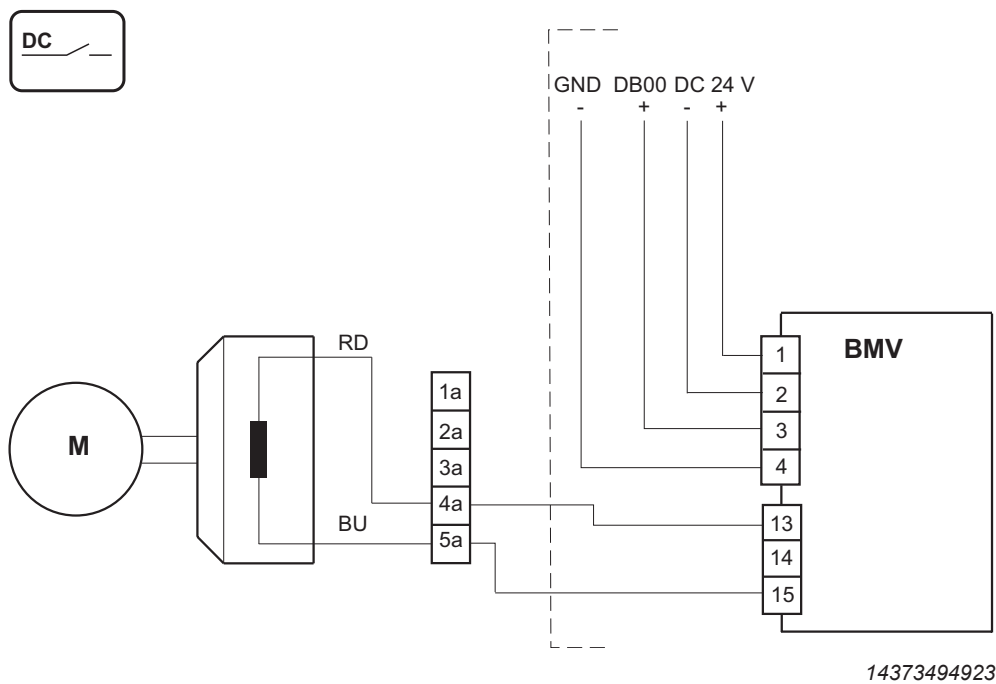 DC
GND DB00 DC 24 V
- + - +
BMV
1
2
3
4
RD
1a
2a
3a
4a
5a
M
BU
13
14
15
14373494923